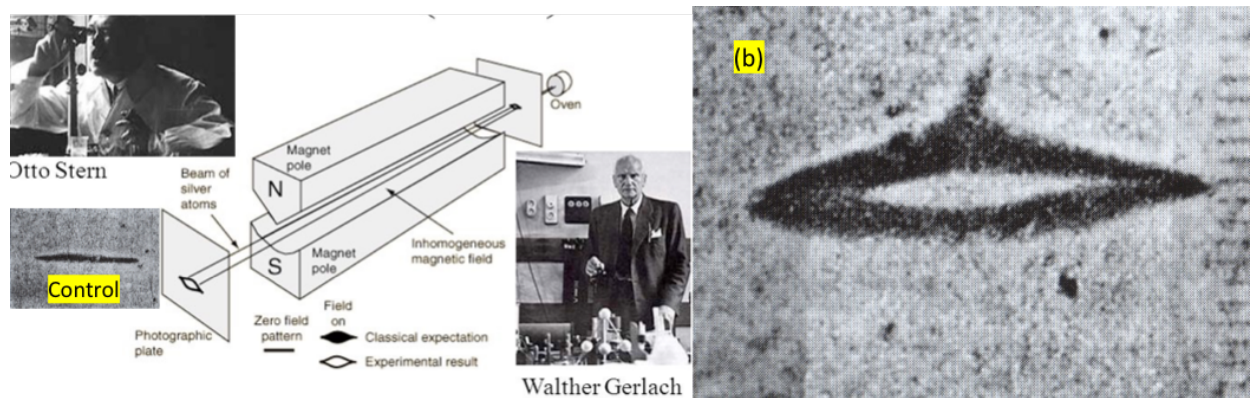 Otto Stern
Beam of
silver
atoms
Control
Photographic
plate
Magnet
pole
N
S
Magnet
pole
Zero field
pattern
Field
on
Classical expectation
Experimental result
Inhomogeneous
magnetic field
Oven
Walther Gerlach
(b)